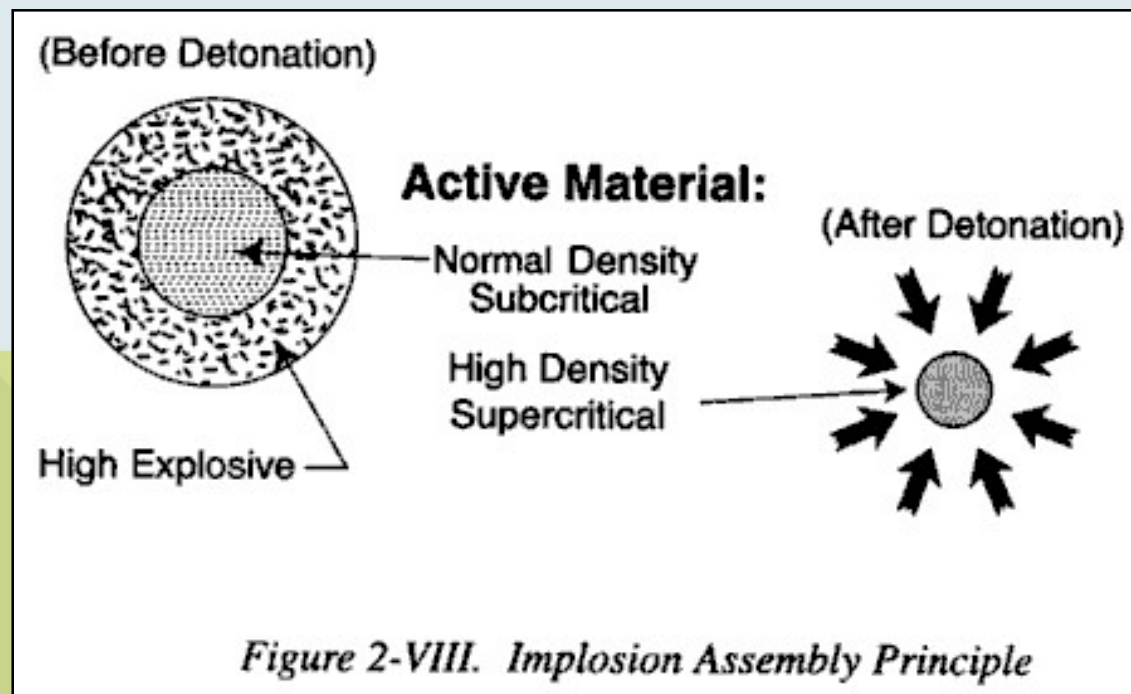 (Before Detonation)
Active Material:
(After Detonation)
Normal Density
Subcritical
High Density
Supercritical
High Explosive
Figure 2-VIII. Implosion Assembly Principle